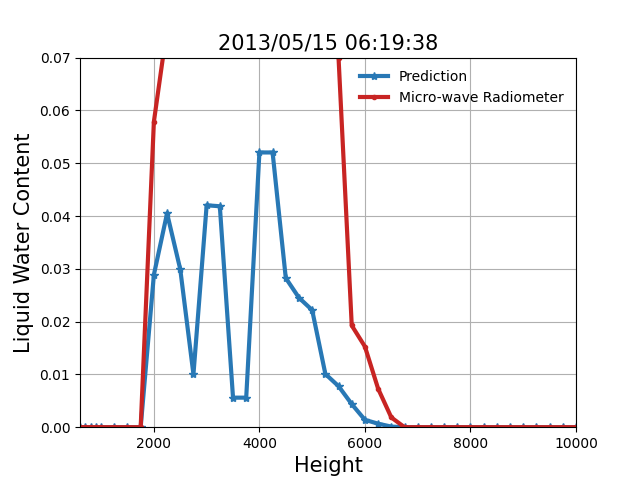 2013/05/15 06:19:38
0.07
0.06
0.05
0.04
0.03
0.02
0.01
0.00
Liquid Water Content
Prediction
Micro-wave Radiometer
2000 4000 6000 8000 10000
Height